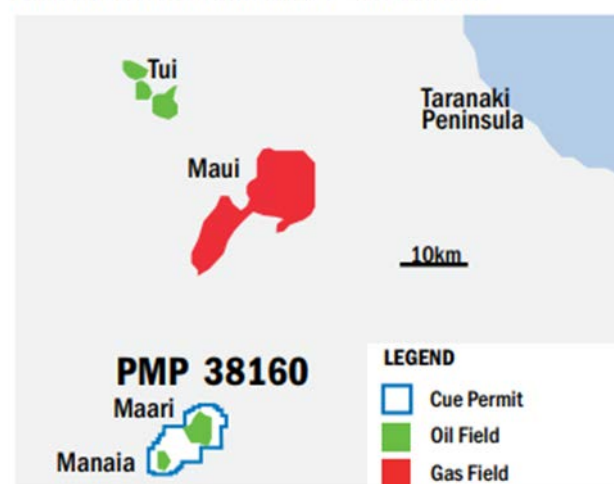 Tui
Taranaki
Peninsula
Maui
10km
PMP 38160
Maari
Manaia
LEGEND
Cue Permit
Oil Field
Gas Field